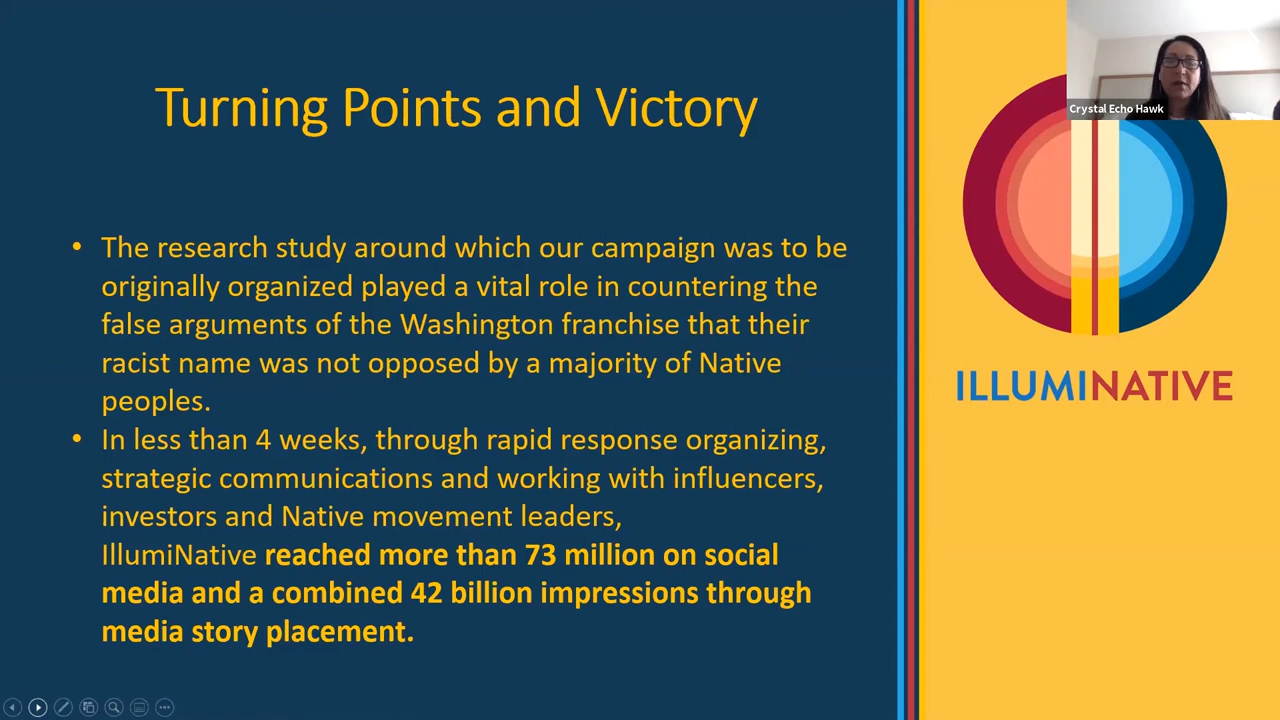 Turning Points and Victory
Crystal Echo Hawk
• The research study around which our campaign was to be
originally organized played a vital role in countering the
false arguments of the Washington franchise that their
racist name was not opposed by a majority of Native
peoples.
• In less than 4 weeks, through rapid response organizing,
strategic communications and working with influencers,
investors and Native movement leaders,
IllumiNative reached more than 73 million on social
media and a combined 42 billion impressions through
media story placement.
ILLUMINATIVE